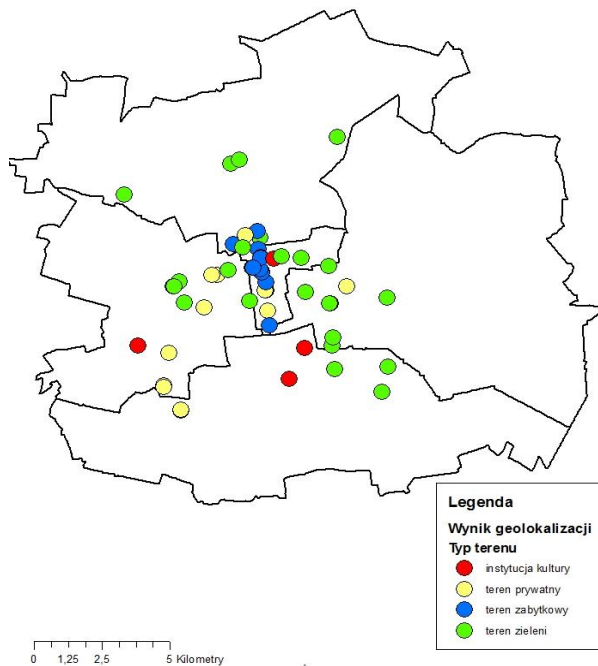 Legenda
Wynik geolokalizacji
Typ terenu
instytucja kultury
teren prywatny
teren zabytkowy
teren zieleni
0 1,25 2,5 5 Kilometry